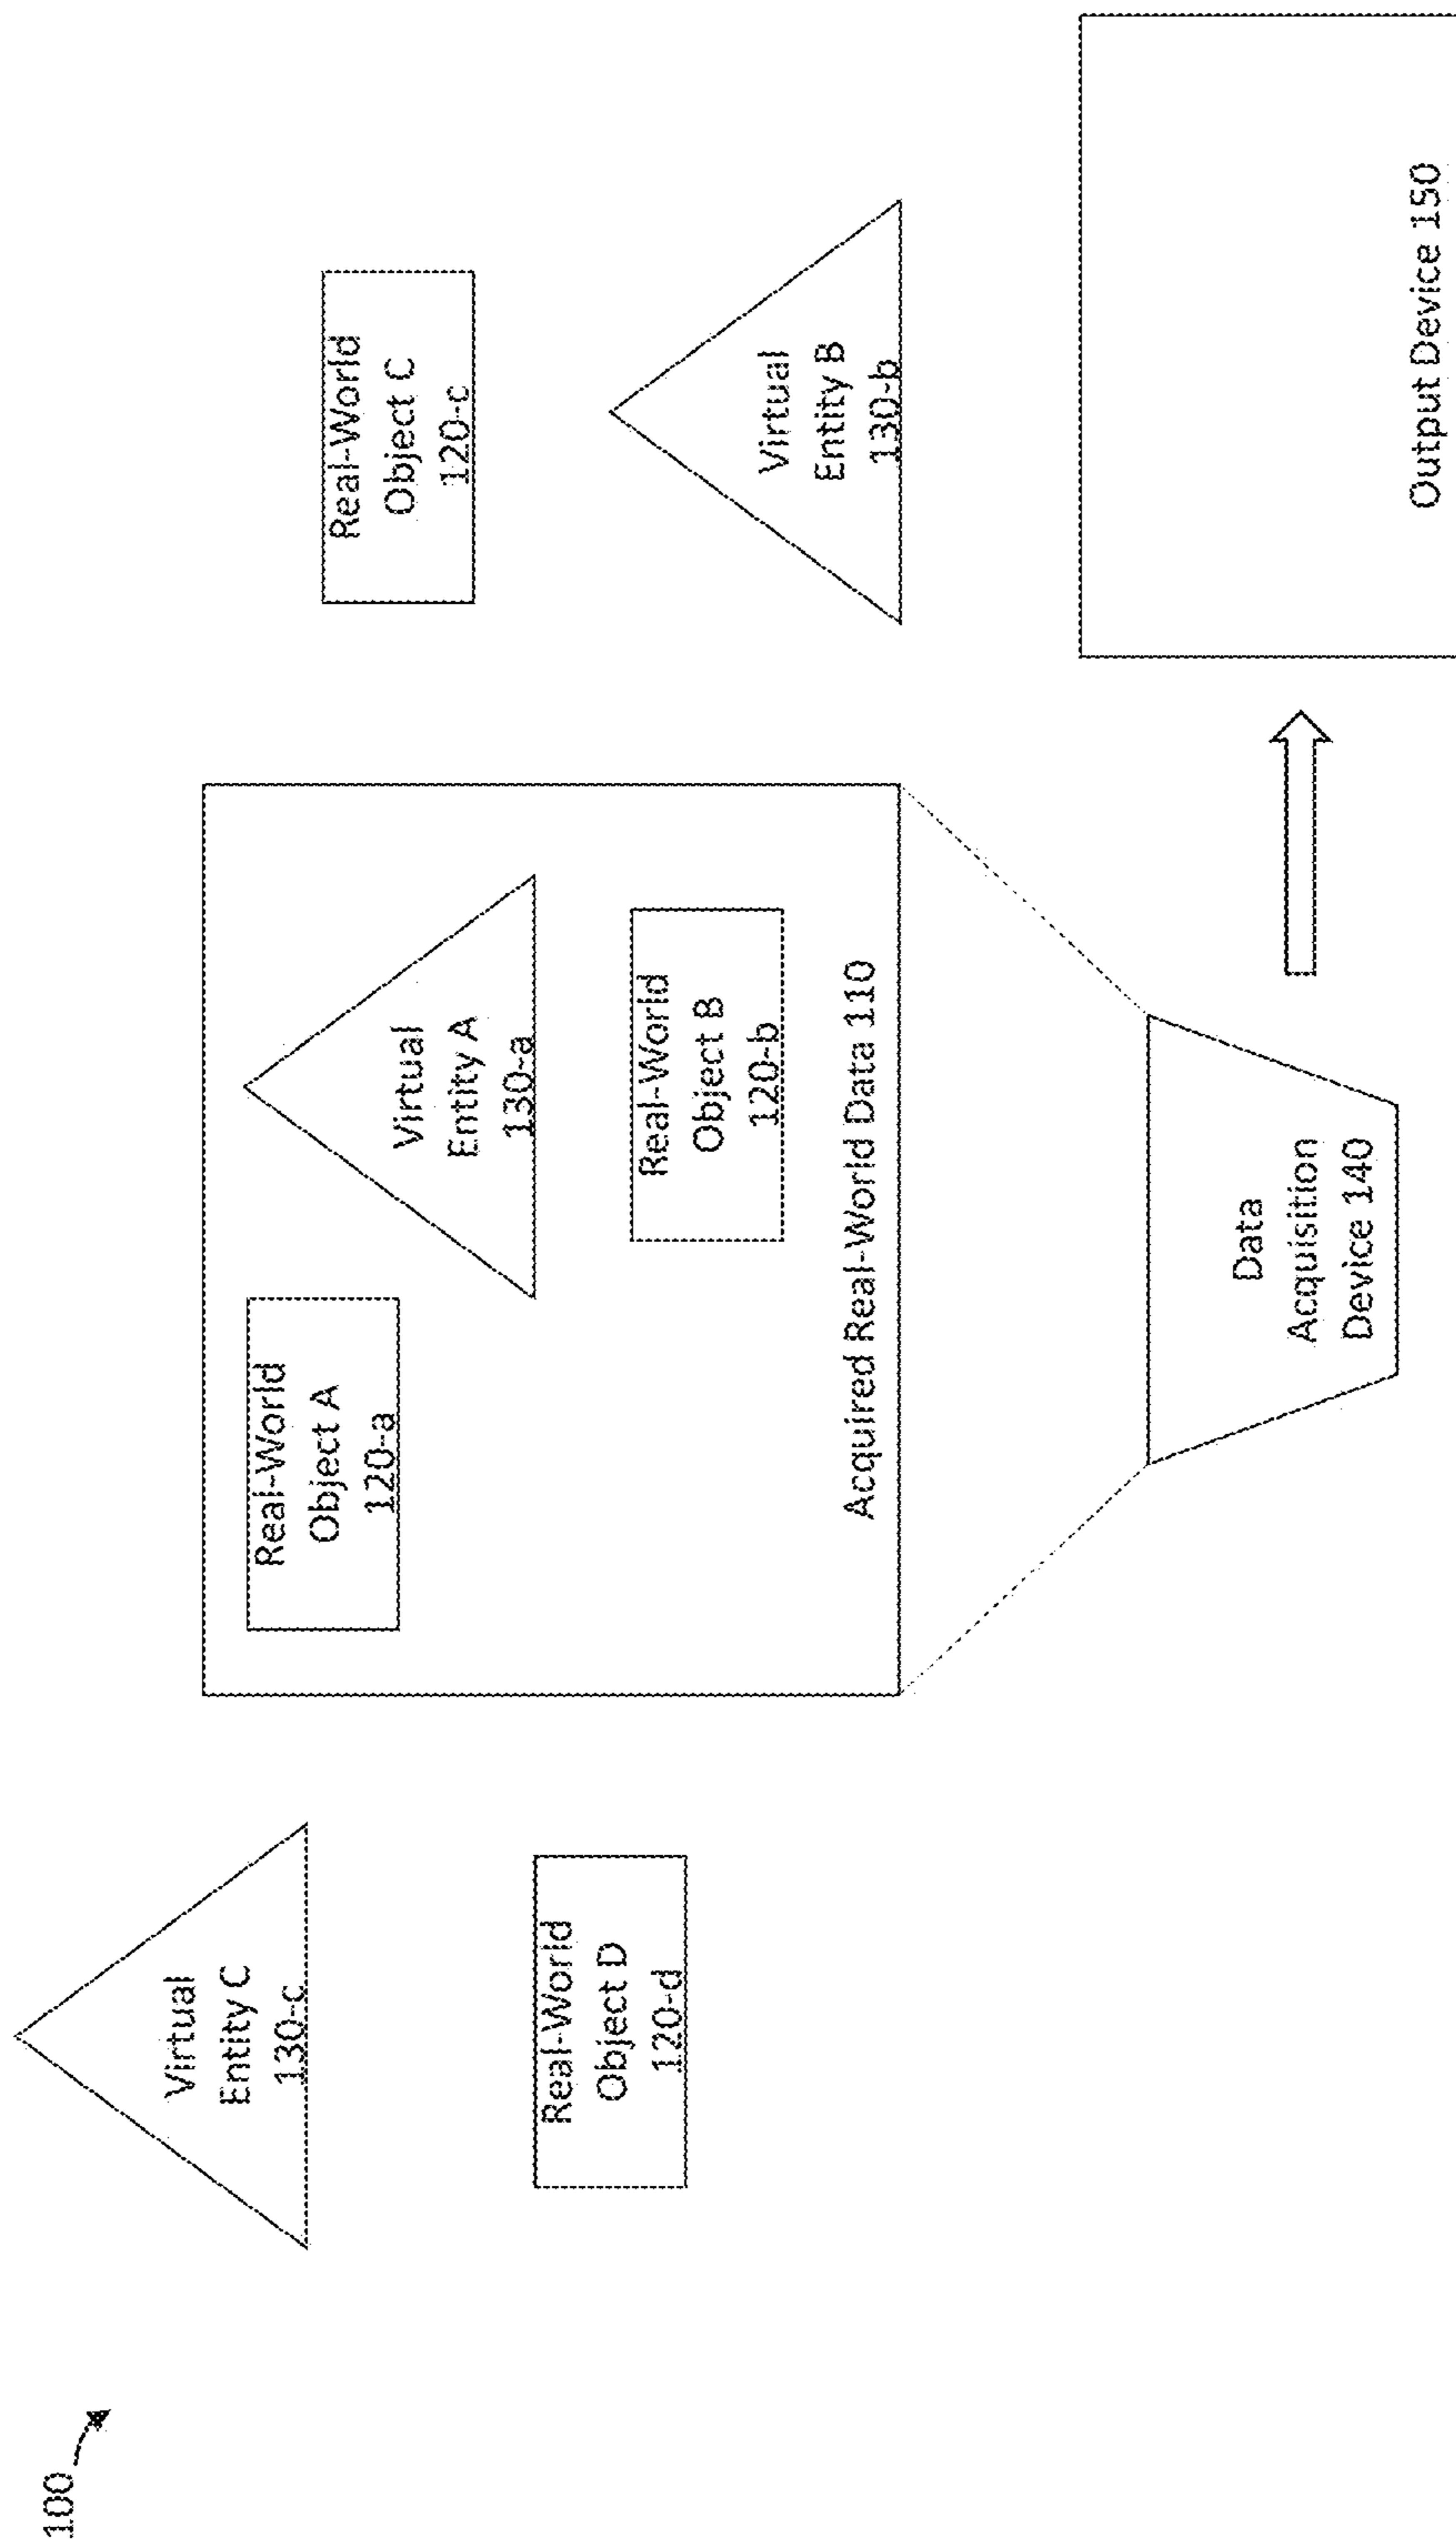 100
Virtual
Entity C
130-c
Real-World
Object D
120-d
Real-World
Object A
120-a
Virtual
Entity A
130-a
Real-World
Object B
120-b
Acquired Real-World Data 110
Real-World
Object C
120-c
Virtual
Entity B
130-b
Data
Acquisition
Device 140
Output Device 150